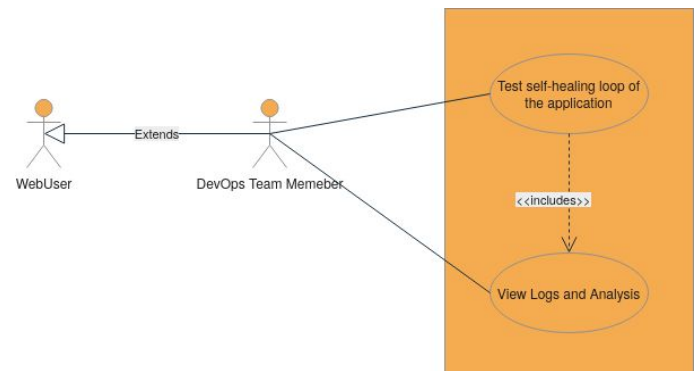 Test self-healing loop of
the application
Extends
WebUser
DevOps Team Memeber
<<includes>>
View Logs and Analysis